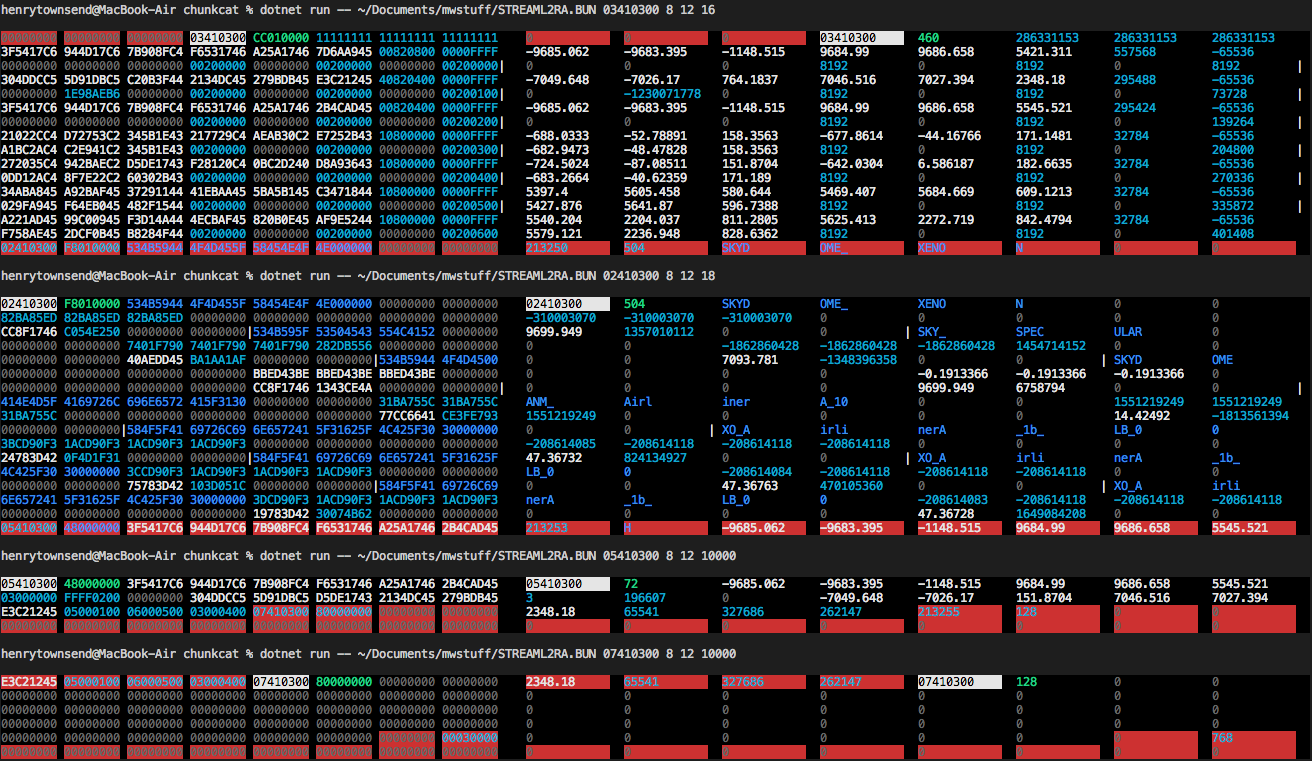 henrytownsend@MacBook-Air chunkcat % dotnet run -- ~/Documents/mwstuff/STREAML2RA.BUN 03410300 8 12 16
00000000 00000000 00000000 03410300 CC010000 11111111 11111111 11111111 0 0 0 03410300 460 286331153 286331153 286331153
3F5417C6 944D17C6 7B908FC4 F6531746 A25A1746 7D6AA945 00820800 0000FFFF -9685.062 -9683.395 -1148.515 9684.99 9686.658 5421.311 557568 -65536
00000000 00000000 00000000 00200000 00000000 00200000 00000000 00200000| 0 0 0 8192 0 8192 0 8192 |
304DDCC5 5D91DBC5 C20B3F44 2134DC45 279BDB45 E3C21245 40820400 0000FFFF -7049.648 -7026.17 764.1837 7046.516 7027.394 2348.18 295488 -65536
00000000 1E98AEB6 00000000 00200000 00000000 00200000 00000000 00200100| 0 -1230071778 0 8192 0 8192 0 73728 |
3F5417C6 944D17C6 7B908FC4 F6531746 A25A1746 2B4CAD45 00820400 0000FFFF -9685.062 -9683.395 -1148.515 9684.99 9686.658 5545.521 295424 -65536
00000000 00000000 00000000 00200000 00000000 00200000 00000000 00200200| 0 0 0 8192 0 8192 0 139264 |
21022CC4 D72753C2 345B1E43 217729C4 AEAB30C2 E7252B43 10800000 0000FFFF -688.0333 -52.78891 158.3563 -677.8614 -44.16766 171.1481 32784 -65536
A1BC2AC4 C2E941C2 345B1E43 00200000 00000000 00200000 00000000 00200300| -682.9473 -48.47828 158.3563 8192 0 8192 0 204800 |
272035C4 942BAEC2 D5DE1743 F28120C4 0BC2D240 D8A93643 10800000 0000FFFF -724.5024 -87.08511 151.8704 -642.0304 6.586187 182.6635 32784 -65536
0DD12AC4 8F7E22C2 60302B43 00200000 00000000 00200000 00000000 00200400| -683.2664 -40.62359 171.189 8192 0 8192 0 270336 |
34ABA845 A92BAF45 37291144 41EBAA45 5BA5B145 C3471844 10800000 0000FFFF 5397.4 5605.458 580.644 5469.407 5684.669 609.1213 32784 -65536
029FA945 F64EB045 482F1544 00200000 00000000 00200000 00000000 00200500| 5427.876 5641.87 596.7388 8192 0 8192 0 335872 |
A221AD45 99C00945 F3D14A44 4ECBAF45 820B0E45 AF9E5244 10800000 0000FFFF 5540.204 2204.037 811.2805 5625.413 2272.719 842.4794 32784 -65536
F758AE45 2DCF0B45 B8284F44 00200000 00000000 00200000 00000000 00200600 5579.121 2236.948 828.6362 8192 0 8192 0 401408
02410300 F8010000 534B5944 4F4D455F 58454E4F 4E000000 00000000 00000000 213250 504 SKYD OME_ XENO N 0 0
henrytownsend@MacBook-Air chunkcat % dotnet run -- ~/Documents/mwstuff/STREAML2RA.BUN 02410300 8 12 18
02410300 F8010000 534B5944 4F4D455F 58454E4F 4E000000 00000000 00000000 02410300 504 SKYD OME_ XENO N 0 0
82BA85ED 82BA85ED 82BA85ED 00000000 00000000 00000000 00000000 00000000 -310003070 -310003070 -310003070 0 0 0 0 0
CC8F1746 C054E250 00000000 00000000|534B595F 53504543 554C4152 00000000 9699.949 1357010112 0 0 | SKY_ SPEC ULAR 0
00000000 00000000 7401F790 7401F790 7401F790 282DB556 00000000 00000000 0 0 -1862860428 -1862860428 -1862860428 1454714152 0 0
00000000 00000000 40AEDD45 BA1AA1AF 00000000 00000000|534B5944 4F4D4500 0 0 7093.781 -1348396358 0 0 | SKYD OME
00000000 00000000 00000000 00000000 BBED43BE BBED43BE BBED43BE 00000000 0 0 0 0 -0.1913366 -0.1913366 -0.1913366 0
00000000 00000000 00000000 00000000 CC8F1746 1343CE4A 00000000 00000000| 0 0 0 0 9699.949 6758794 0 0 |
414E4D5F 4169726C 696E6572 415F3130 00000000 00000000 31BA755C 31BA755C ANM_ Airl iner A_10 0 0 1551219249 1551219249
31BA755C 00000000 00000000 00000000 00000000 00000000 77CC6641 CE3FE793 1551219249 0 0 0 0 0 14.42492 -1813561394
00000000 00000000|584F5F41 69726C69 6E657241 5F31625F 4C425F30 30000000 0 0 | XO_A irli nerA _1b_ LB_0 0
3BCD90F3 1ACD90F3 1ACD90F3 1ACD90F3 00000000 00000000 00000000 00000000 -208614085 -208614118 -208614118 -208614118 0 0 0 0
24783D42 0F4D1F31 00000000 00000000|584F5F41 69726C69 6E657241 5F31625F 47.36732 824134927 0 0 | XO_A irli nerA _1b_
4C425F30 30000000 3CCD90F3 1ACD90F3 1ACD90F3 1ACD90F3 00000000 00000000 LB_0 0 -208614084 -208614118 -208614118 -208614118 0 0
00000000 00000000 75783D42 103D051C 00000000 00000000|584F5F41 69726C69 0 0 47.36763 470105360 0 0 | XO_A irli
6E657241 5F31625F 4C425F30 30000000 3DCD90F3 1ACD90F3 1ACD90F3 1ACD90F3 nerA _1b_ LB_0 0 -208614083 -208614118 -208614118 -208614118
00000000 00000000 00000000 00000000 19783D42 30074B62 00000000 00000000 0 0 0 0 47.36728 1649084208 0 0
05410300 48000000 3F5417C6 944D17C6 7B908FC4 F6531746 A25A1746 2B4CAD45 213253 H -9685.062 -9683.395 -1148.515 9684.99 9686.658 5545.521
henrytownsend@MacBook-Air chunkcat % dotnet run -- ~/Documents/mwstuff/STREAML2RA.BUN 05410300 8 12 10000
05410300 48000000 3F5417C6 944D17C6 7B908FC4 F6531746 A25A1746 2B4CAD45 05410300 72 -9685.062 -9683.395 -1148.515 9684.99 9686.658 5545.521
03000000 FFFF0200 00000000 304DDCC5 5D91DBC5 D5DE1743 2134DC45 279BDB45 3 196607 0 -7049.648 -7026.17 151.8704 7046.516 7027.394
E3C21245 05000100 06000500 03000400 07410300 80000000 00000000 00000000 2348.18 65541 327686 262147 213255 128 0 0
00000000 00000000 00000000 00000000 00000000 00000000 00000000 00000000 0 0 0 0 0 0 0 0
henrytownsend@MacBook-Air chunkcat % dotnet run -- ~/Documents/mwstuff/STREAML2RA.BUN 07410300 8 12 10000
E3C21245 05000100 06000500 03000400 07410300 80000000 00000000 00000000 2348.18 65541 327686 262147 07410300 128 0 0
00000000 00000000 00000000 00000000 00000000 00000000 00000000 00000000 0 0 0 0 0 0 0 0
00000000 00000000 00000000 00000000 00000000 00000000 00000000 00000000 0 0 0 0 0 0 0 0
00000000 00000000 00000000 00000000 00000000 00000000 00000000 00000000 0 0 0 0 0 0 0 0
00000000 00000000 00000000 00000000 00000000 00000000 00000000 00030000 0 0 0 0 0 0 0 768
00000000 00000000 00000000 00000000 00000000 00000000 00000000 00000000 0 0 0 0 0 0 0 0